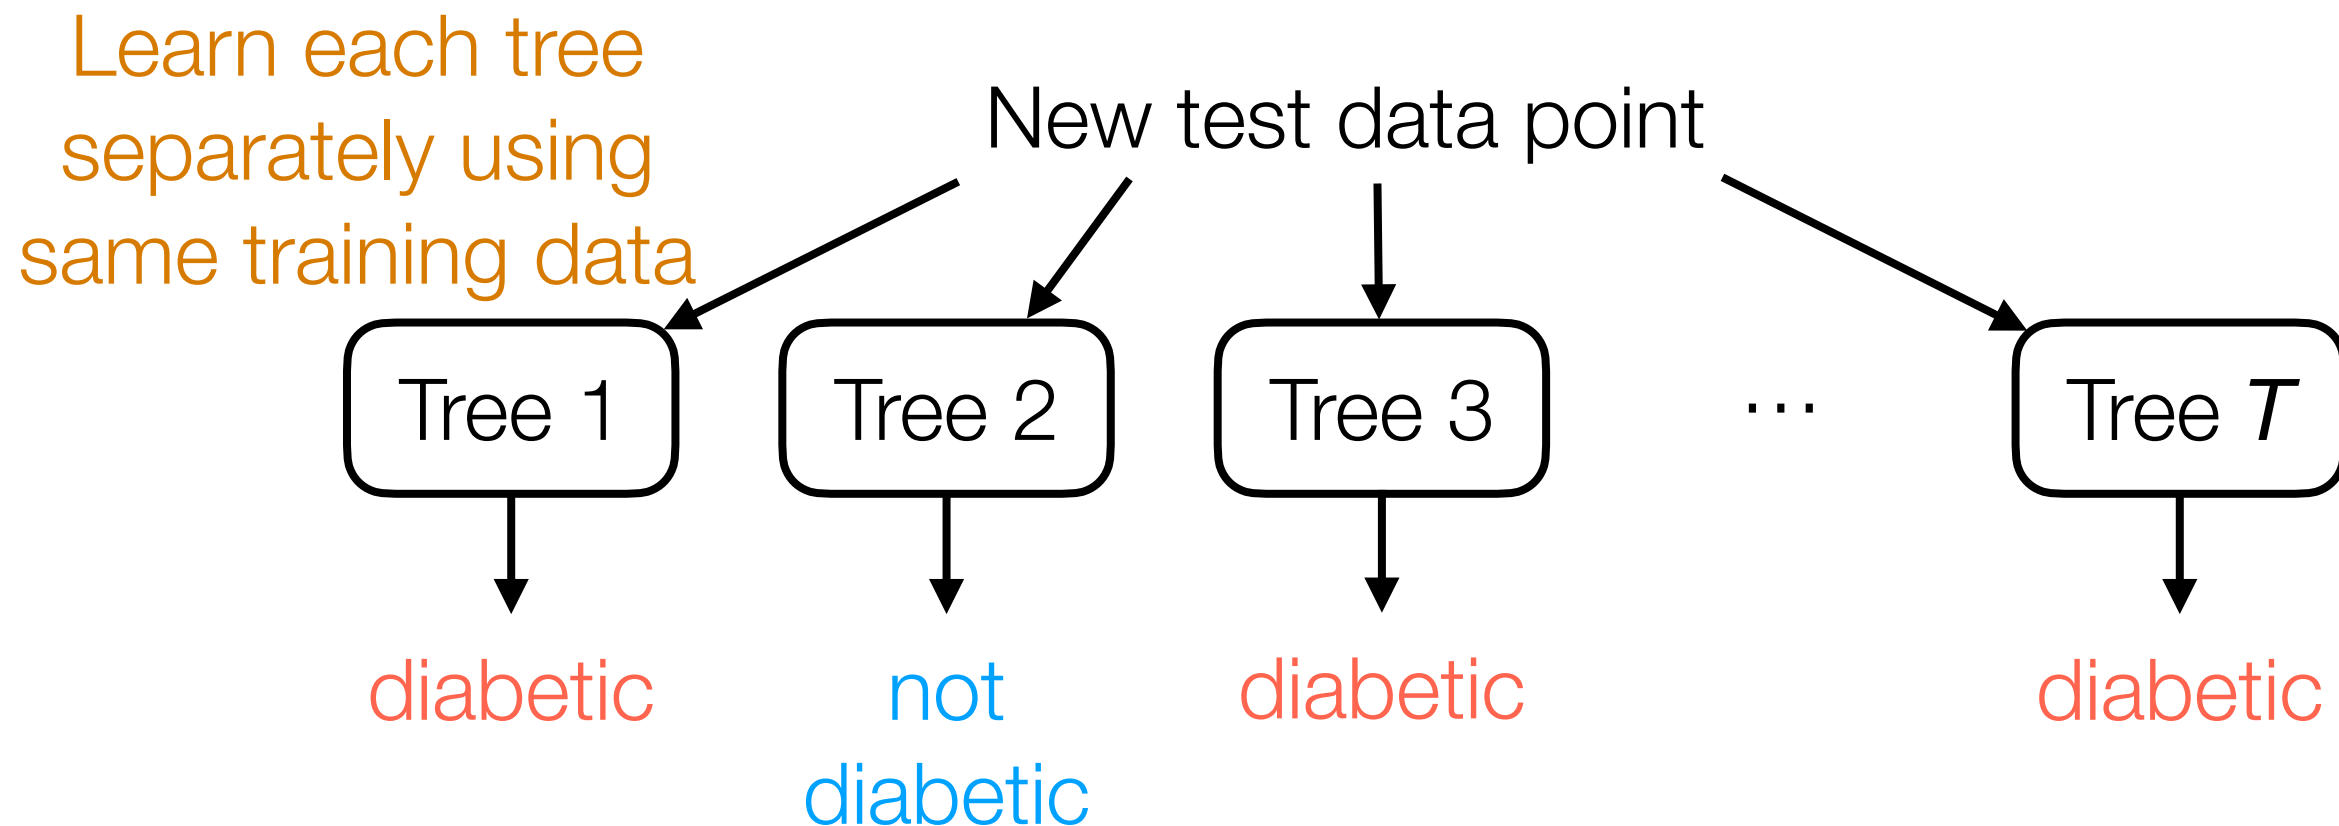 Learn each tree
separately using
same training data
New test data point
Tree 1
Tree 2
Tree 3
...
Tree T
diabetic
not
diabetic
diabetic
diabetic